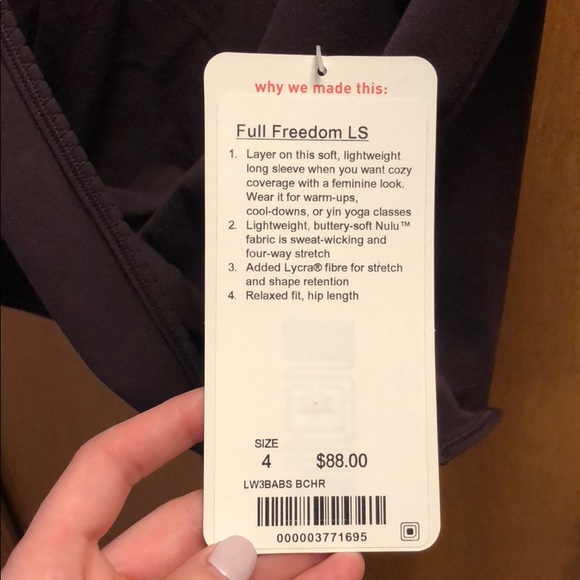 why we made this:
Full Freedom LS
1. Layer on this soft, lightweight
long sleeve when you want cozy
coverage with a feminine look.
Wear it for warm-ups,
cool-downs, or yin yoga classes
2. Lightweight, buttery-soft Nulu™
fabric is sweat-wicking and
four-way stretch
3. Added Lycra® fibre for stretch
and shape retention
4. Relaxed fit, hip length
SIZE
4 $88.00
LW3BABS BCHR
000003771695